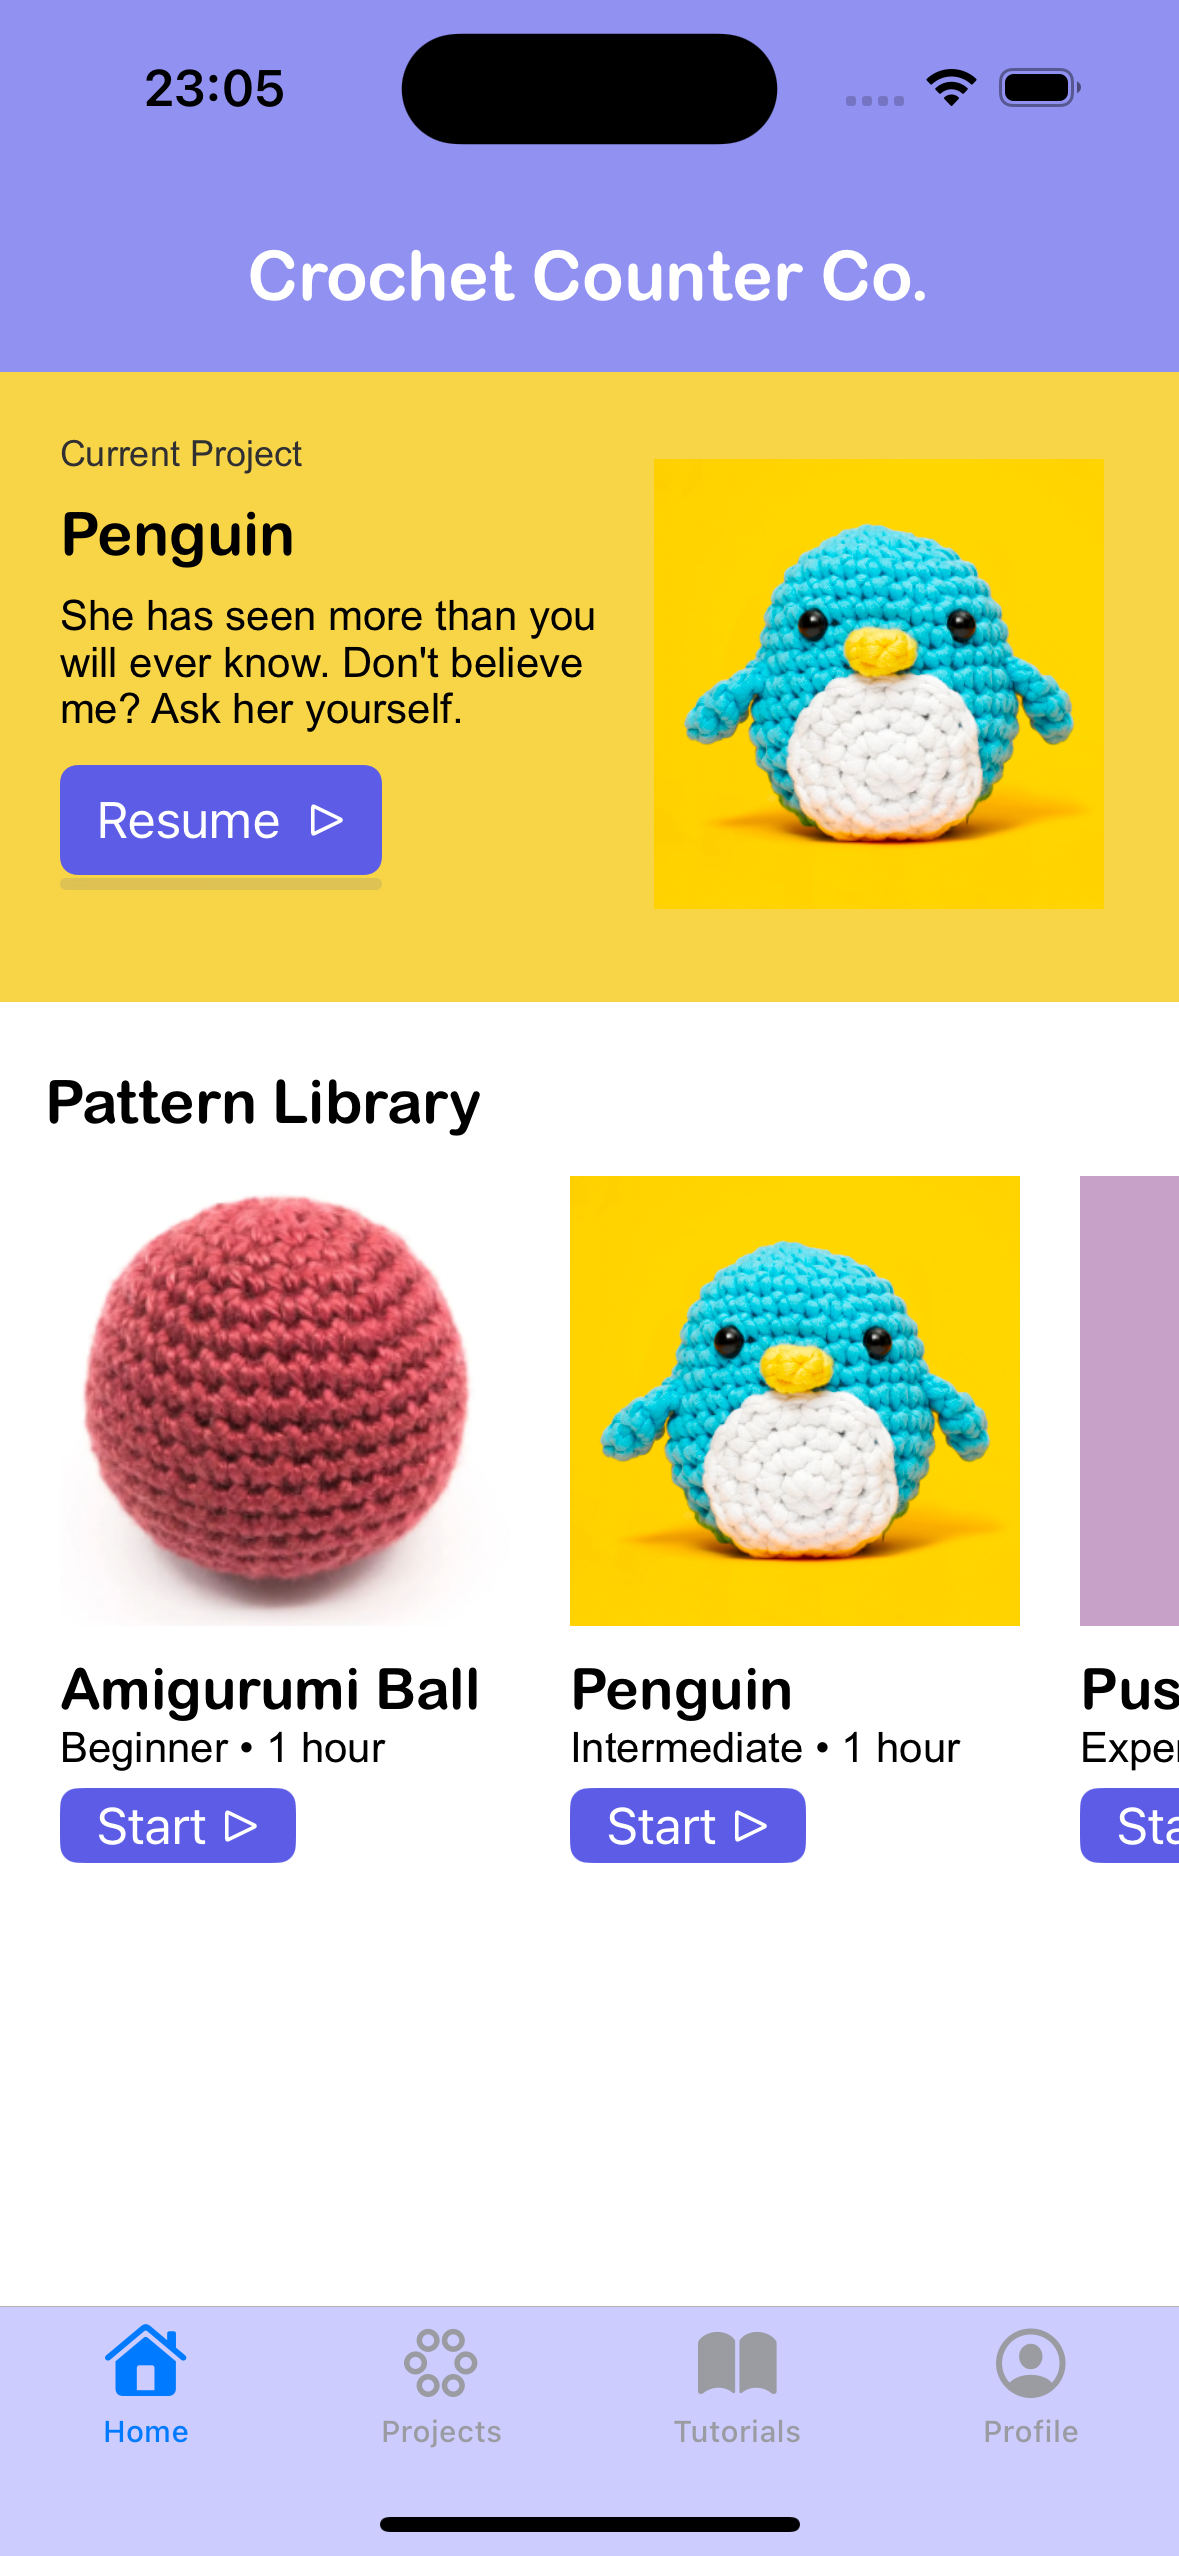 23:05
Crochet Counter Co.
Current Project
Penguin
She has seen more than you
will ever know. Don't believe
me? Ask her yourself.
Resume
Pattern Library
Amigurumi Ball
Beginner • 1 hour
Start
Penguin
Intermediate • 1 hour
Start
Pus
Exper
Sta
Home
Projects
Tutorials
Profile